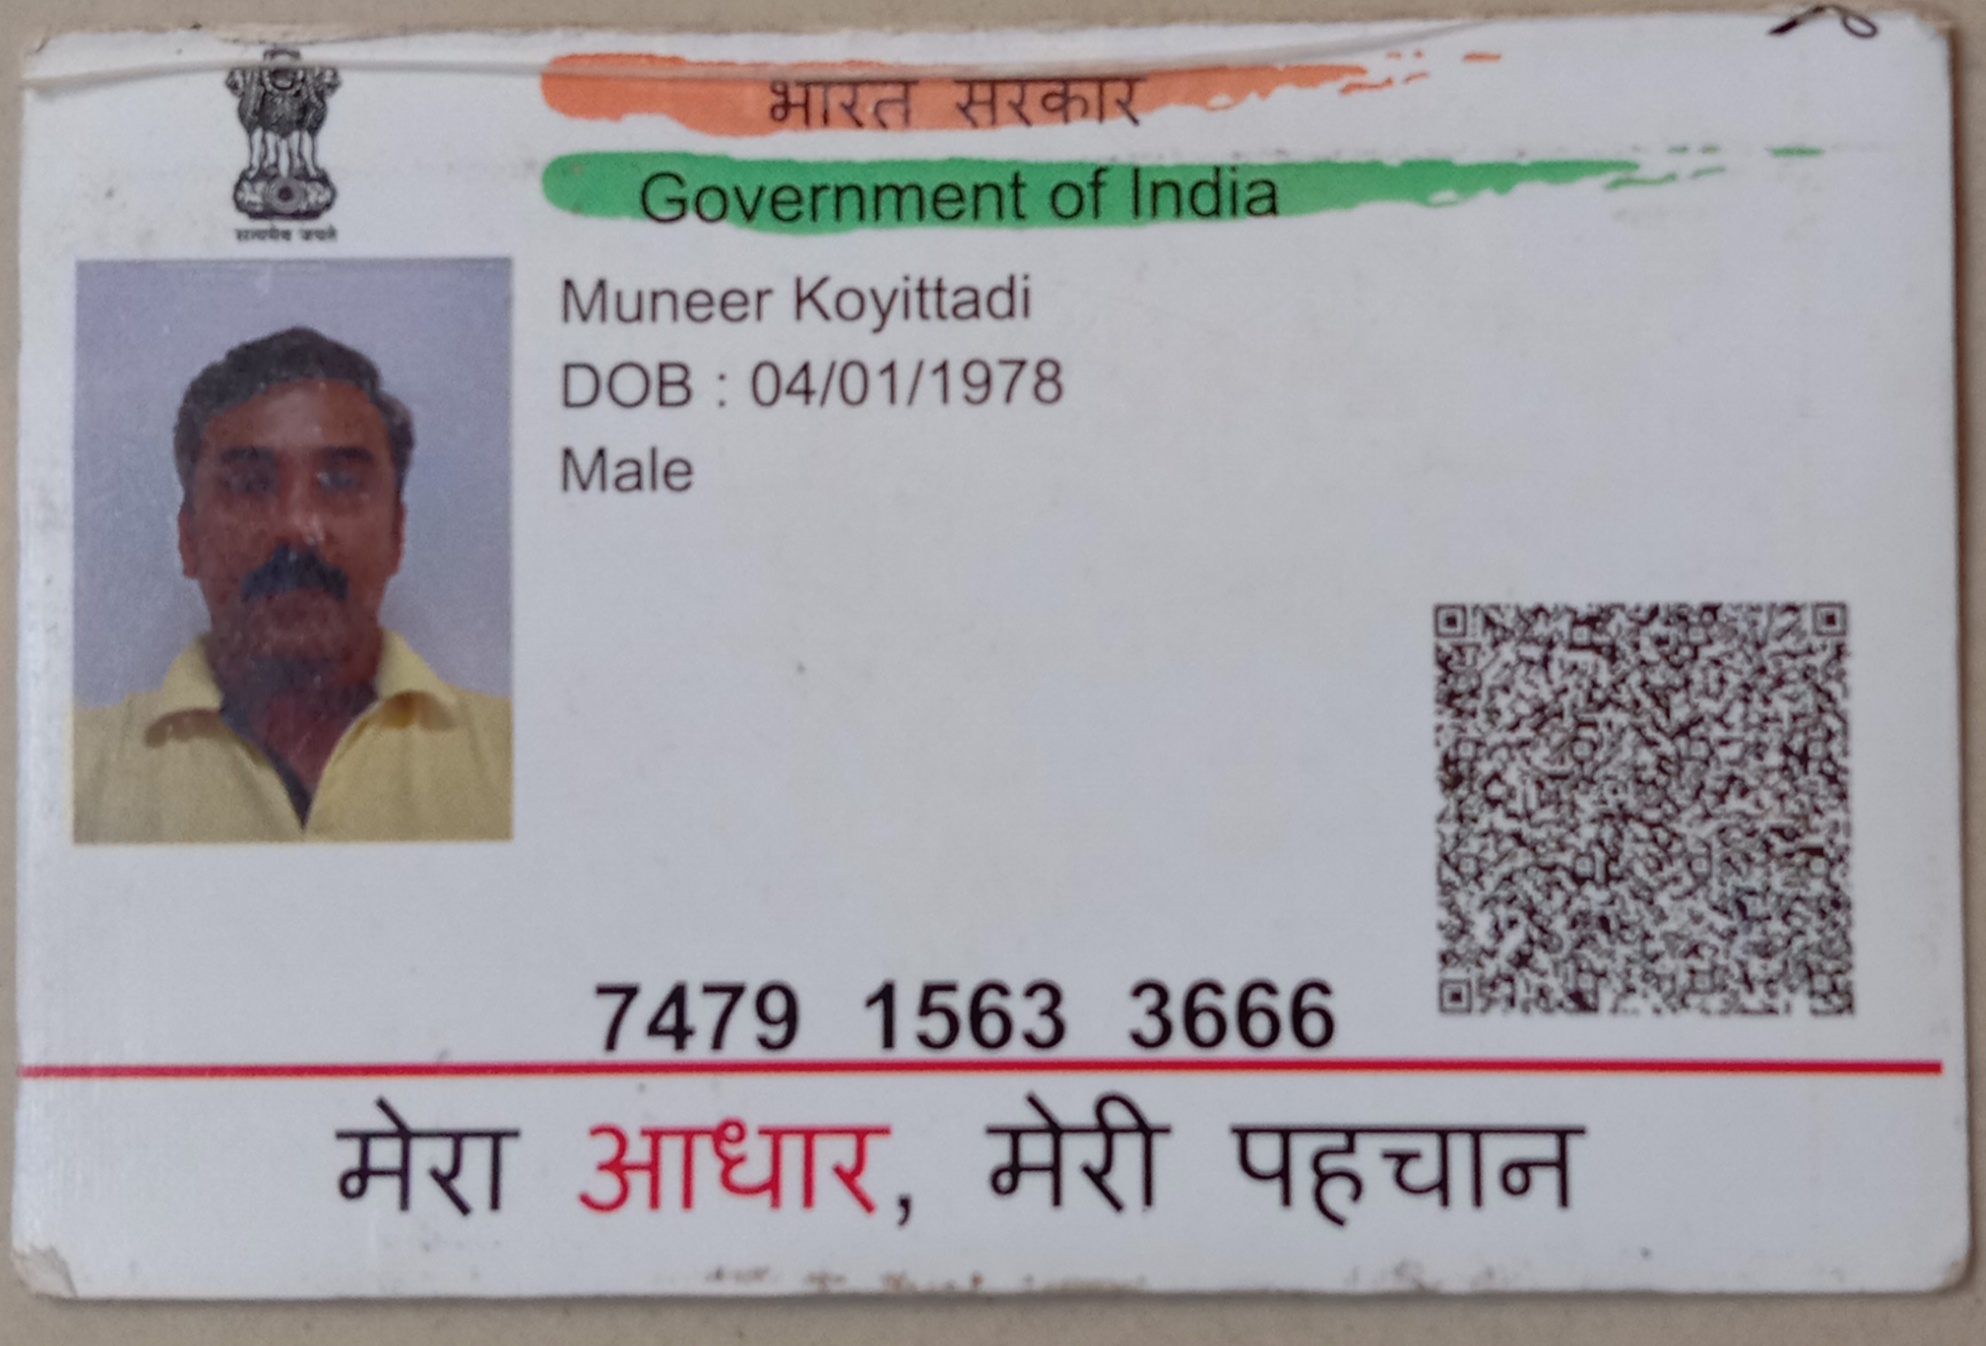 भारत सरकार
Government of India
सत्यमेव जयते
Muneer Koyittadi
DOB : 04/01/1978
Male
7479 1563 3666
मेरा आधार, मेरी पहचान